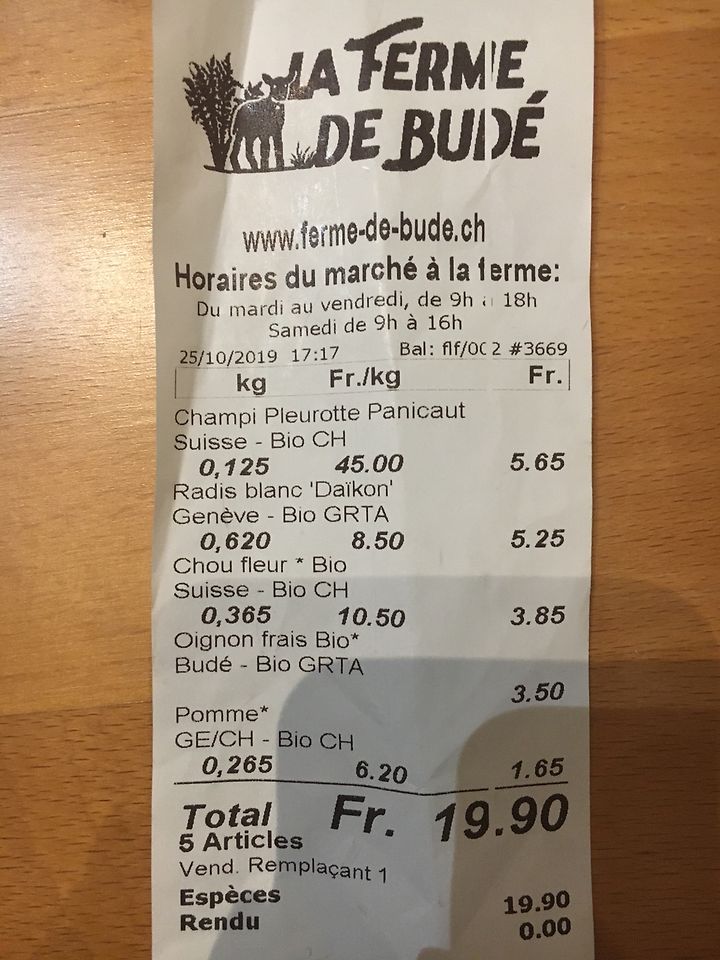 LA FERME
DE BUDÉ
www.ferme-de-bude.ch
Horaires du marché à la ferme:
Du mardi au vendredi, de 9h à 18h
Samedi de 9h à 16h
25/10/2019 17:17 Bal: flf/002 #3669
kg Fr./kg Fr.
Champi Pleurotte Panicaut
Suisse - Bio CH
0,125 45.00 5.65
Radis blanc 'Daïkon'
Genève - Bio GRTA
0,620 8.50 5.25
Chou fleur * Bio
Suisse - Bio CH
0,365 10.50 3.85
Oignon frais Bio*
Budé - Bio GRTA
3.50
Pomme*
GE/CH - Bio CH
0,265 6.20 1.65
Total Fr. 19.90
5 Articles
Vend. Remplaçant 1
Espèces 19.90
Rendu 0.00